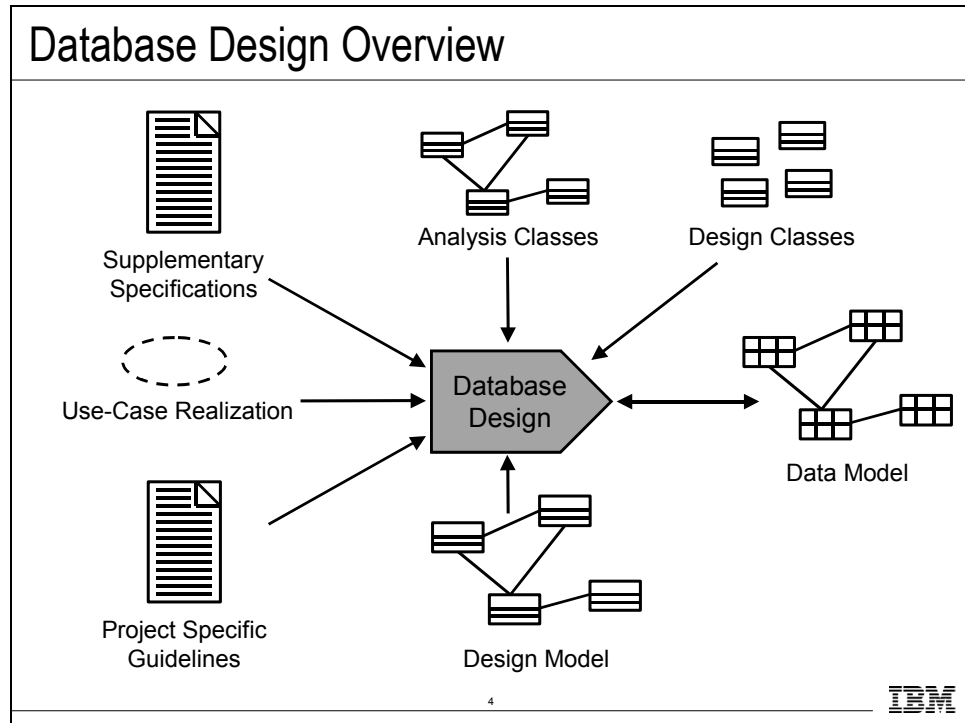 Database Design Overview
Supplementary
Specifications
Analysis Classes
Design Classes
Use-Case Realization
Database
Design
Data Model
Project Specific
Guidelines
Design Model
4
IBM